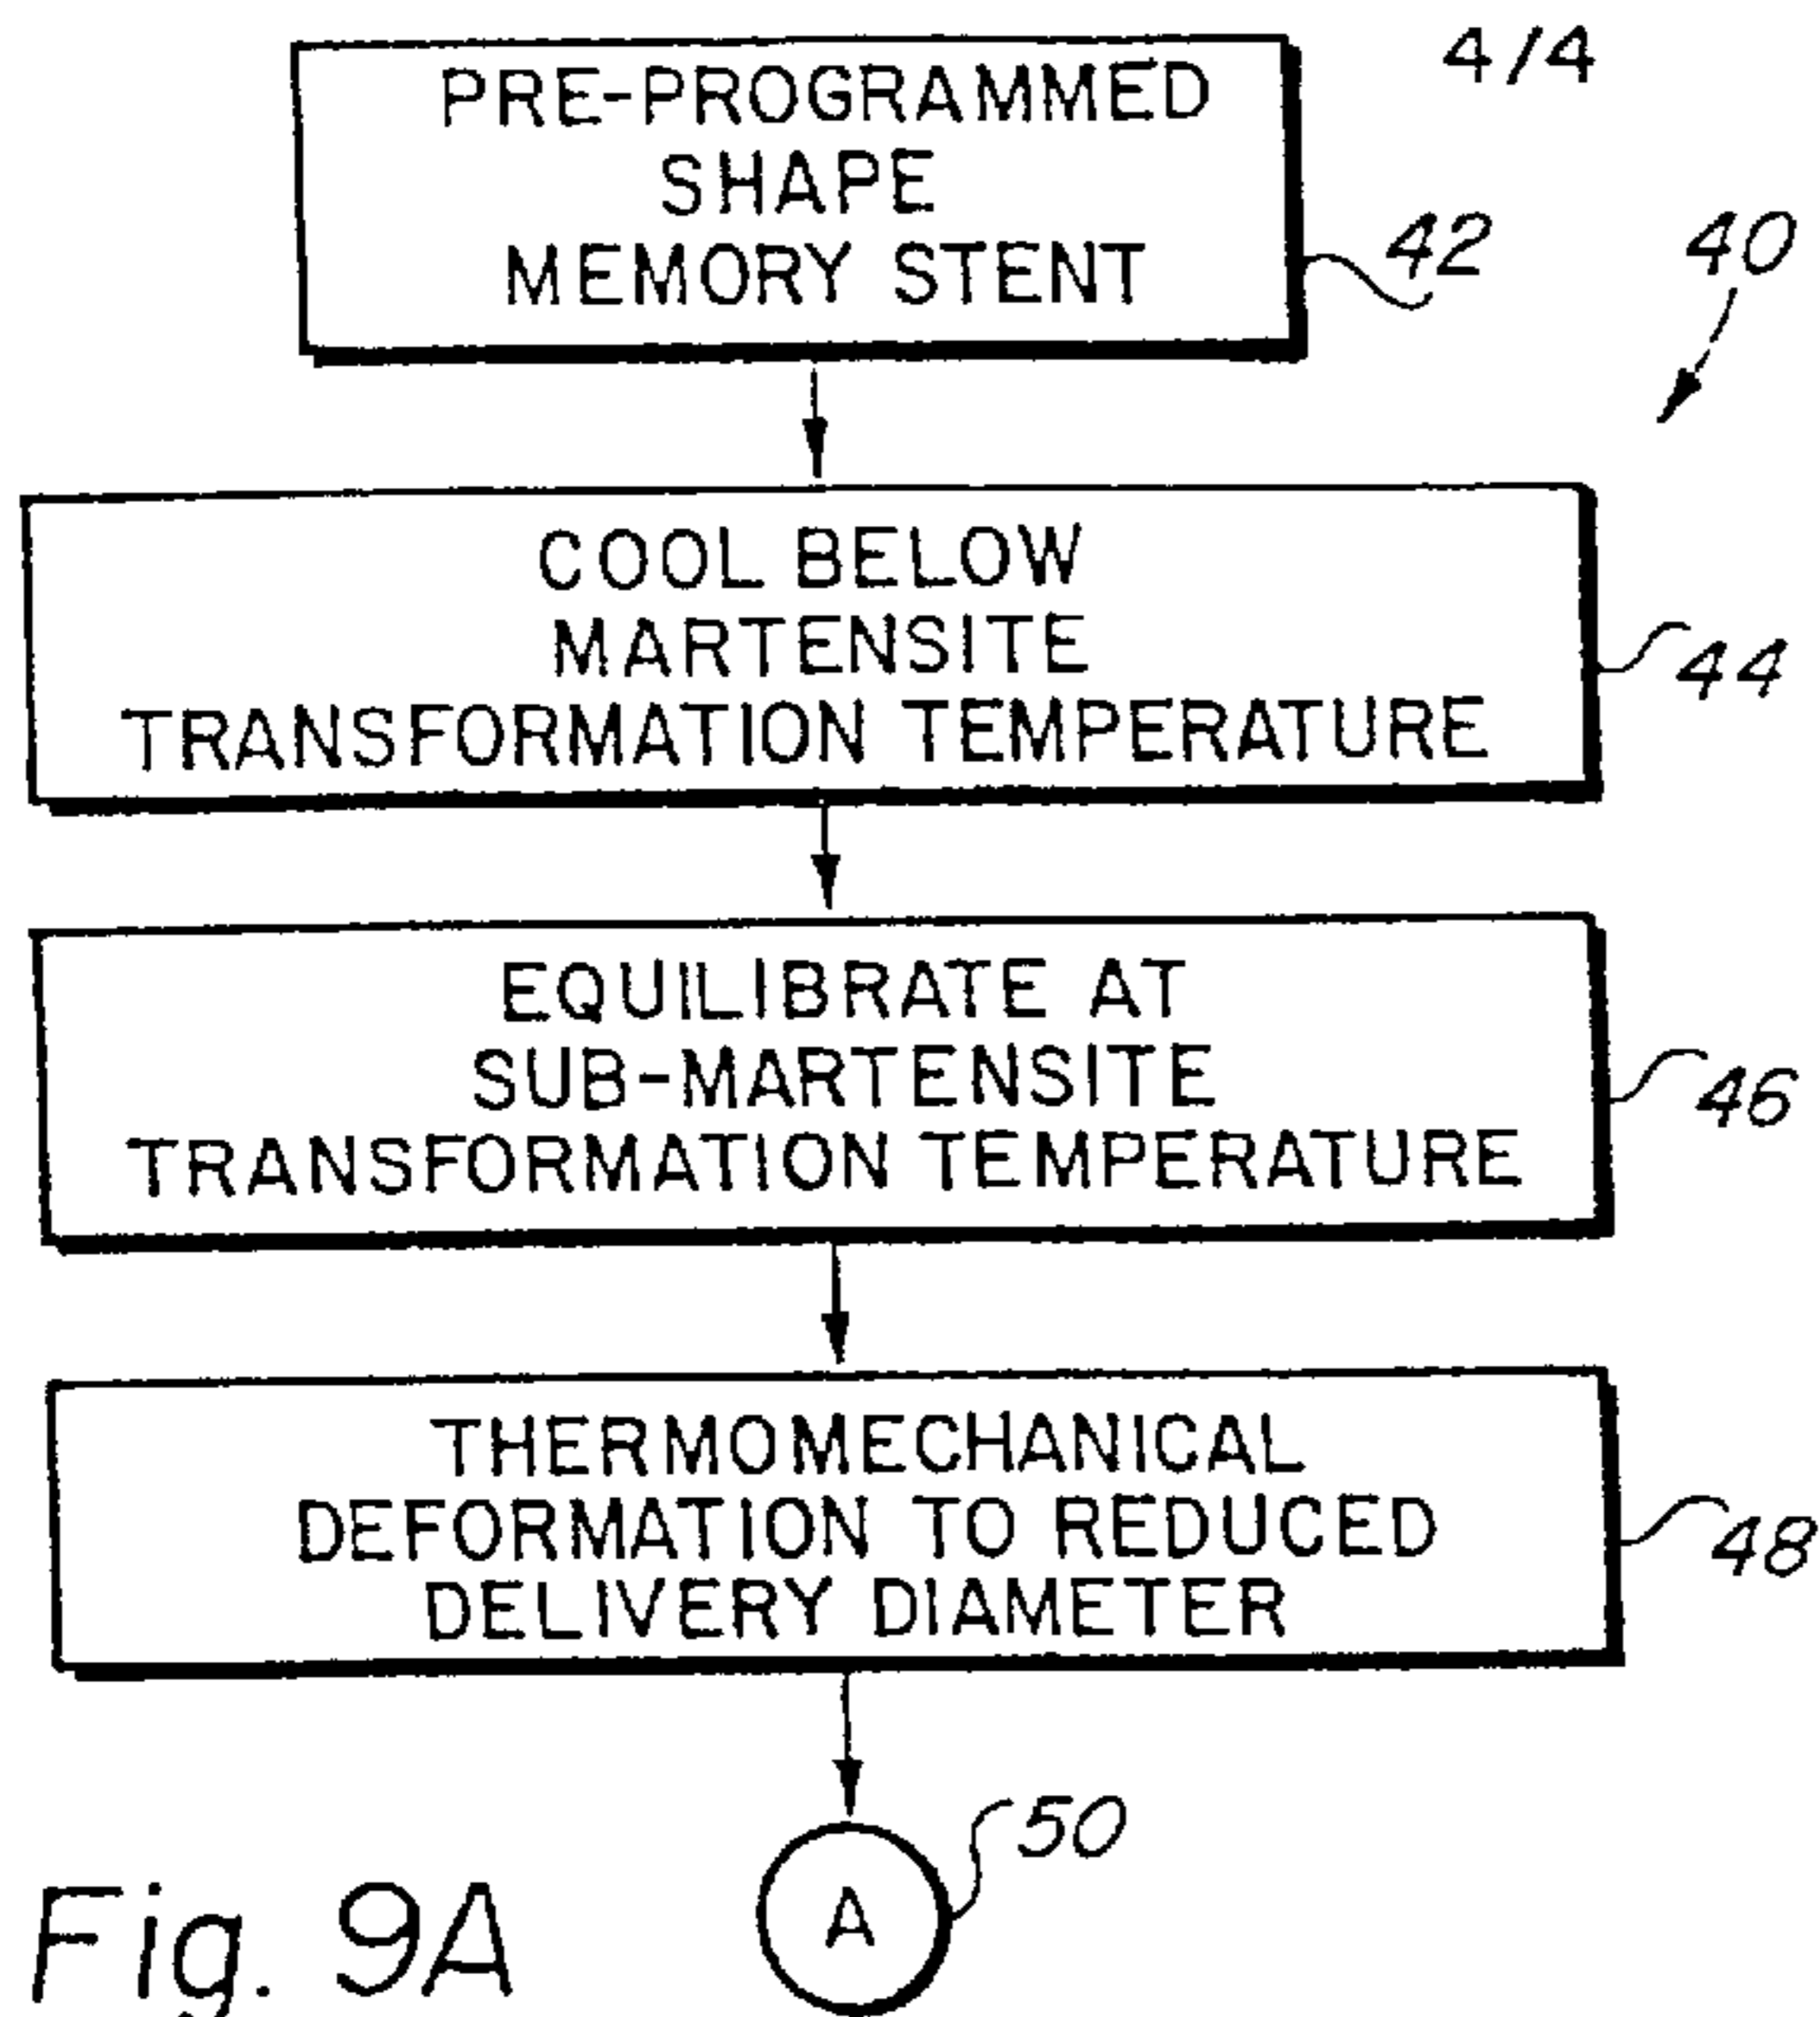 4/4
PRE-PROGRAMMED
SHAPE
MEMORY STENT
42
40
COOL BELOW
MARTENSITE
TRANSFORMATION TEMPERATURE
44
EQUILIBRATE AT
SUB-MARTENSITE
TRANSFORMATION TEMPERATURE
46
THERMOMECHANICAL
DEFORMATION TO REDUCED
DELIVERY DIAMETER
48
50
A
Fig. 9A